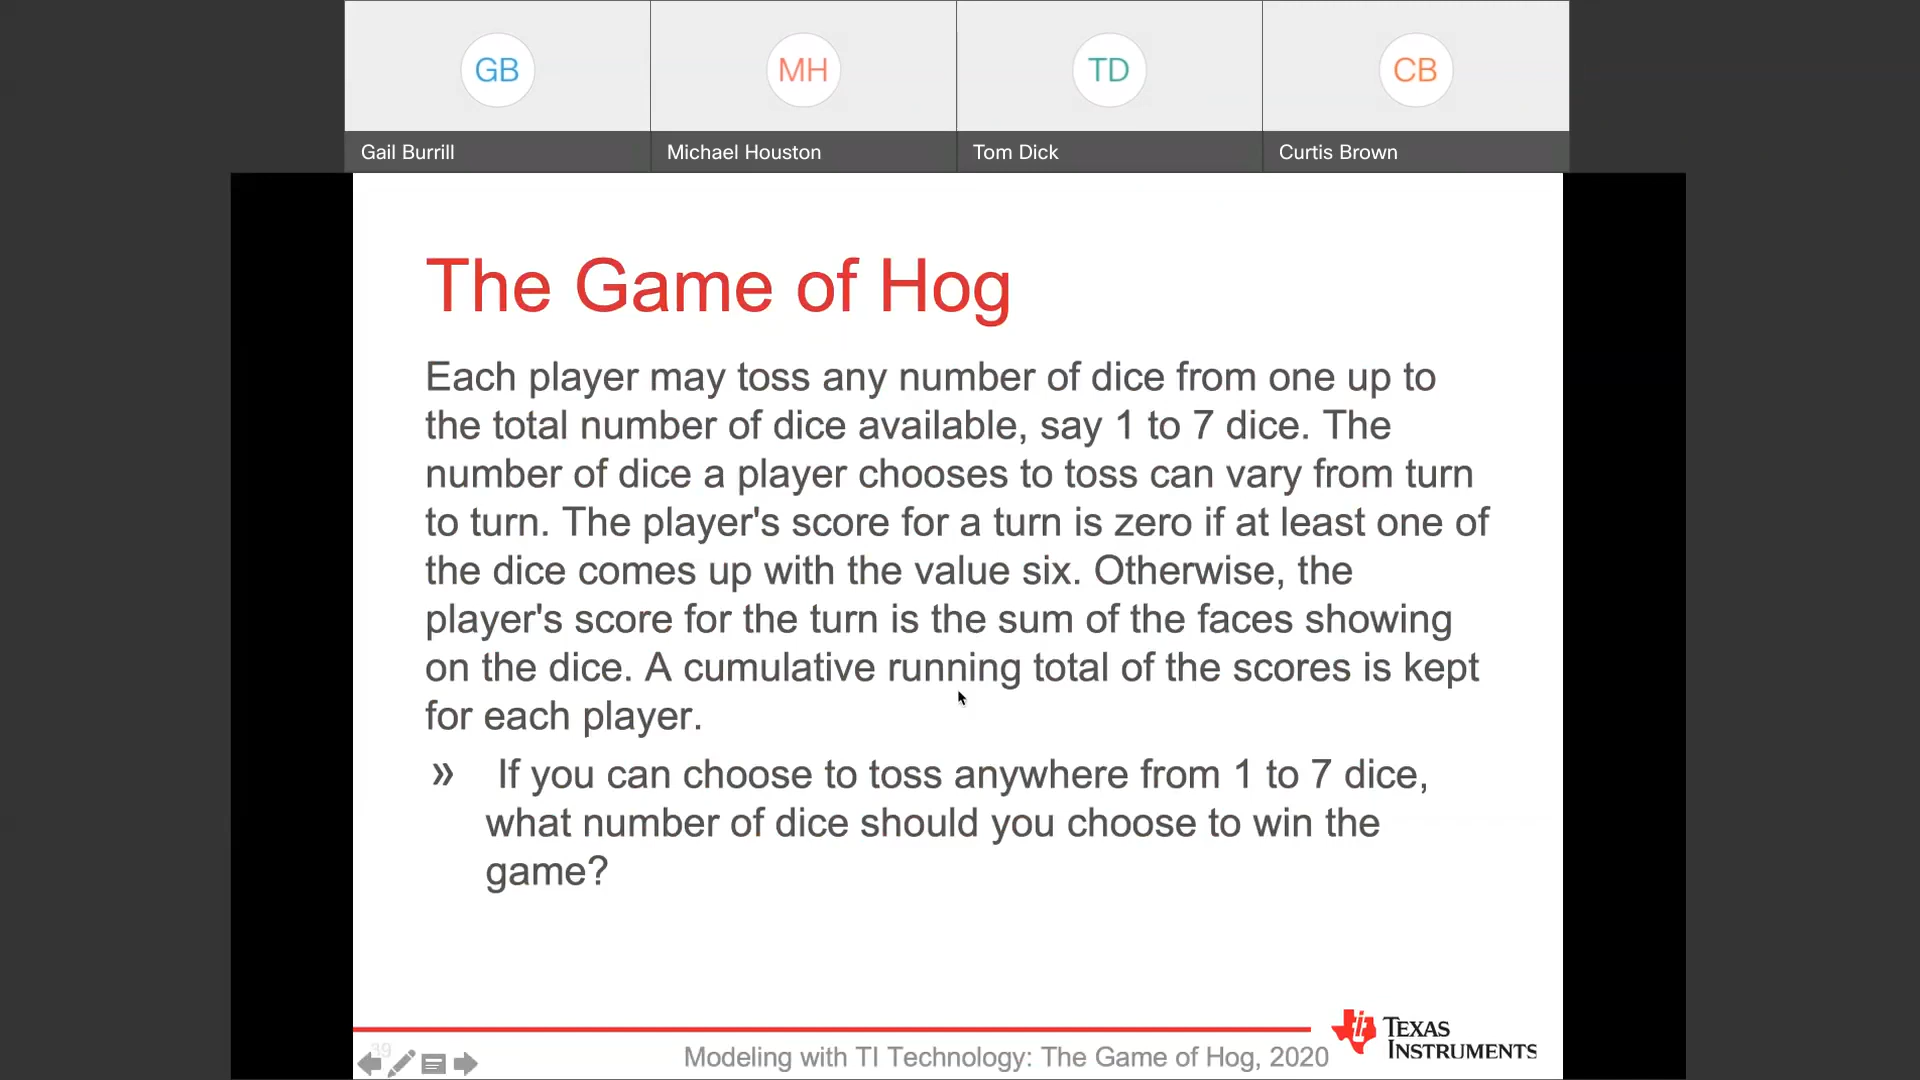 GB MH TD CB
Gail Burrill Michael Houston Tom Dick Curtis Brown
The Game of Hog
Each player may toss any number of dice from one up to
the total number of dice available, say 1 to 7 dice. The
number of dice a player chooses to toss can vary from turn
to turn. The player's score for a turn is zero if at least one of
the dice comes up with the value six. Otherwise, the
player's score for the turn is the sum of the faces showing
on the dice. A cumulative running total of the scores is kept
for each player.
» If you can choose to toss anywhere from 1 to 7 dice,
what number of dice should you choose to win the
game?
39
Modeling with TI Technology: The Game of Hog, 2020
TEXAS
INSTRUMENTS